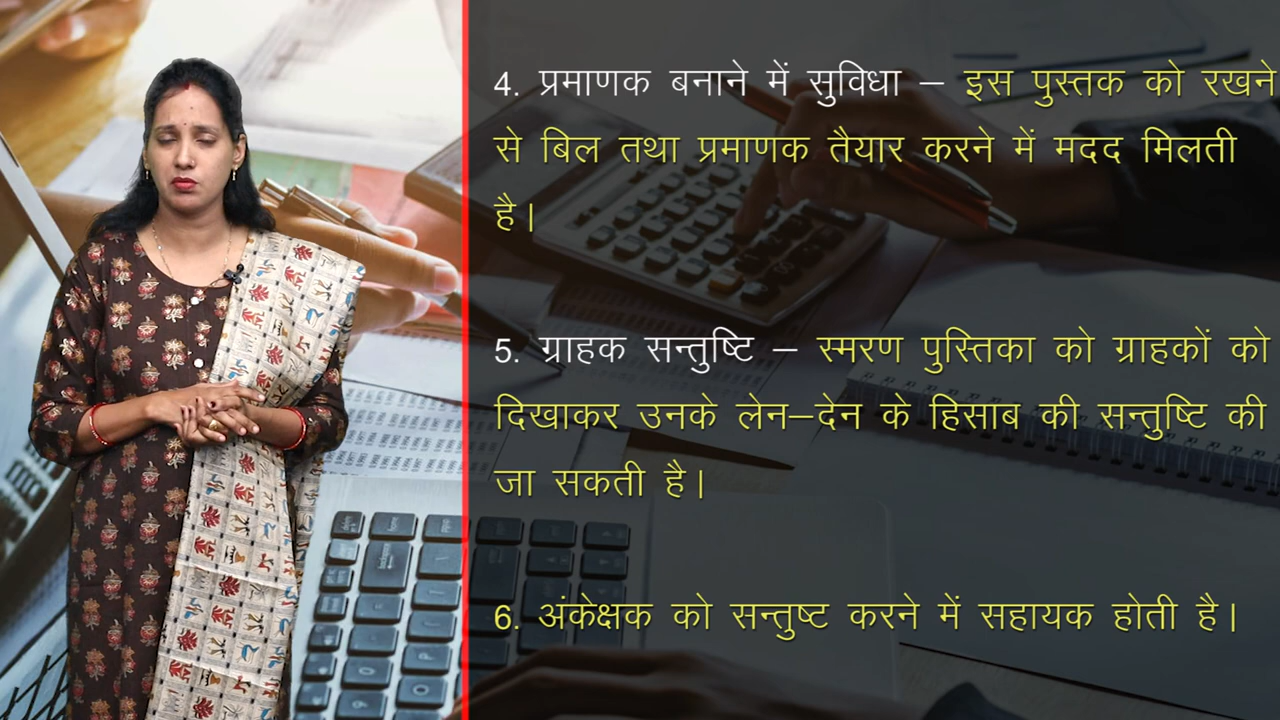 4. प्रमाणक बनाने में सुविधा – इस पुस्तक को रखने
से बिल तथा प्रमाणक तैयार करने में मदद मिलती
है।
5. ग्राहक सन्तुष्टि – स्मरण पुस्तिका को ग्राहकों को
दिखाकर उनके लेन–देन के हिसाब की सन्तुष्टि की
जा सकती है।
6. अंकेक्षक को सन्तुष्ट करने में सहायक होती है।